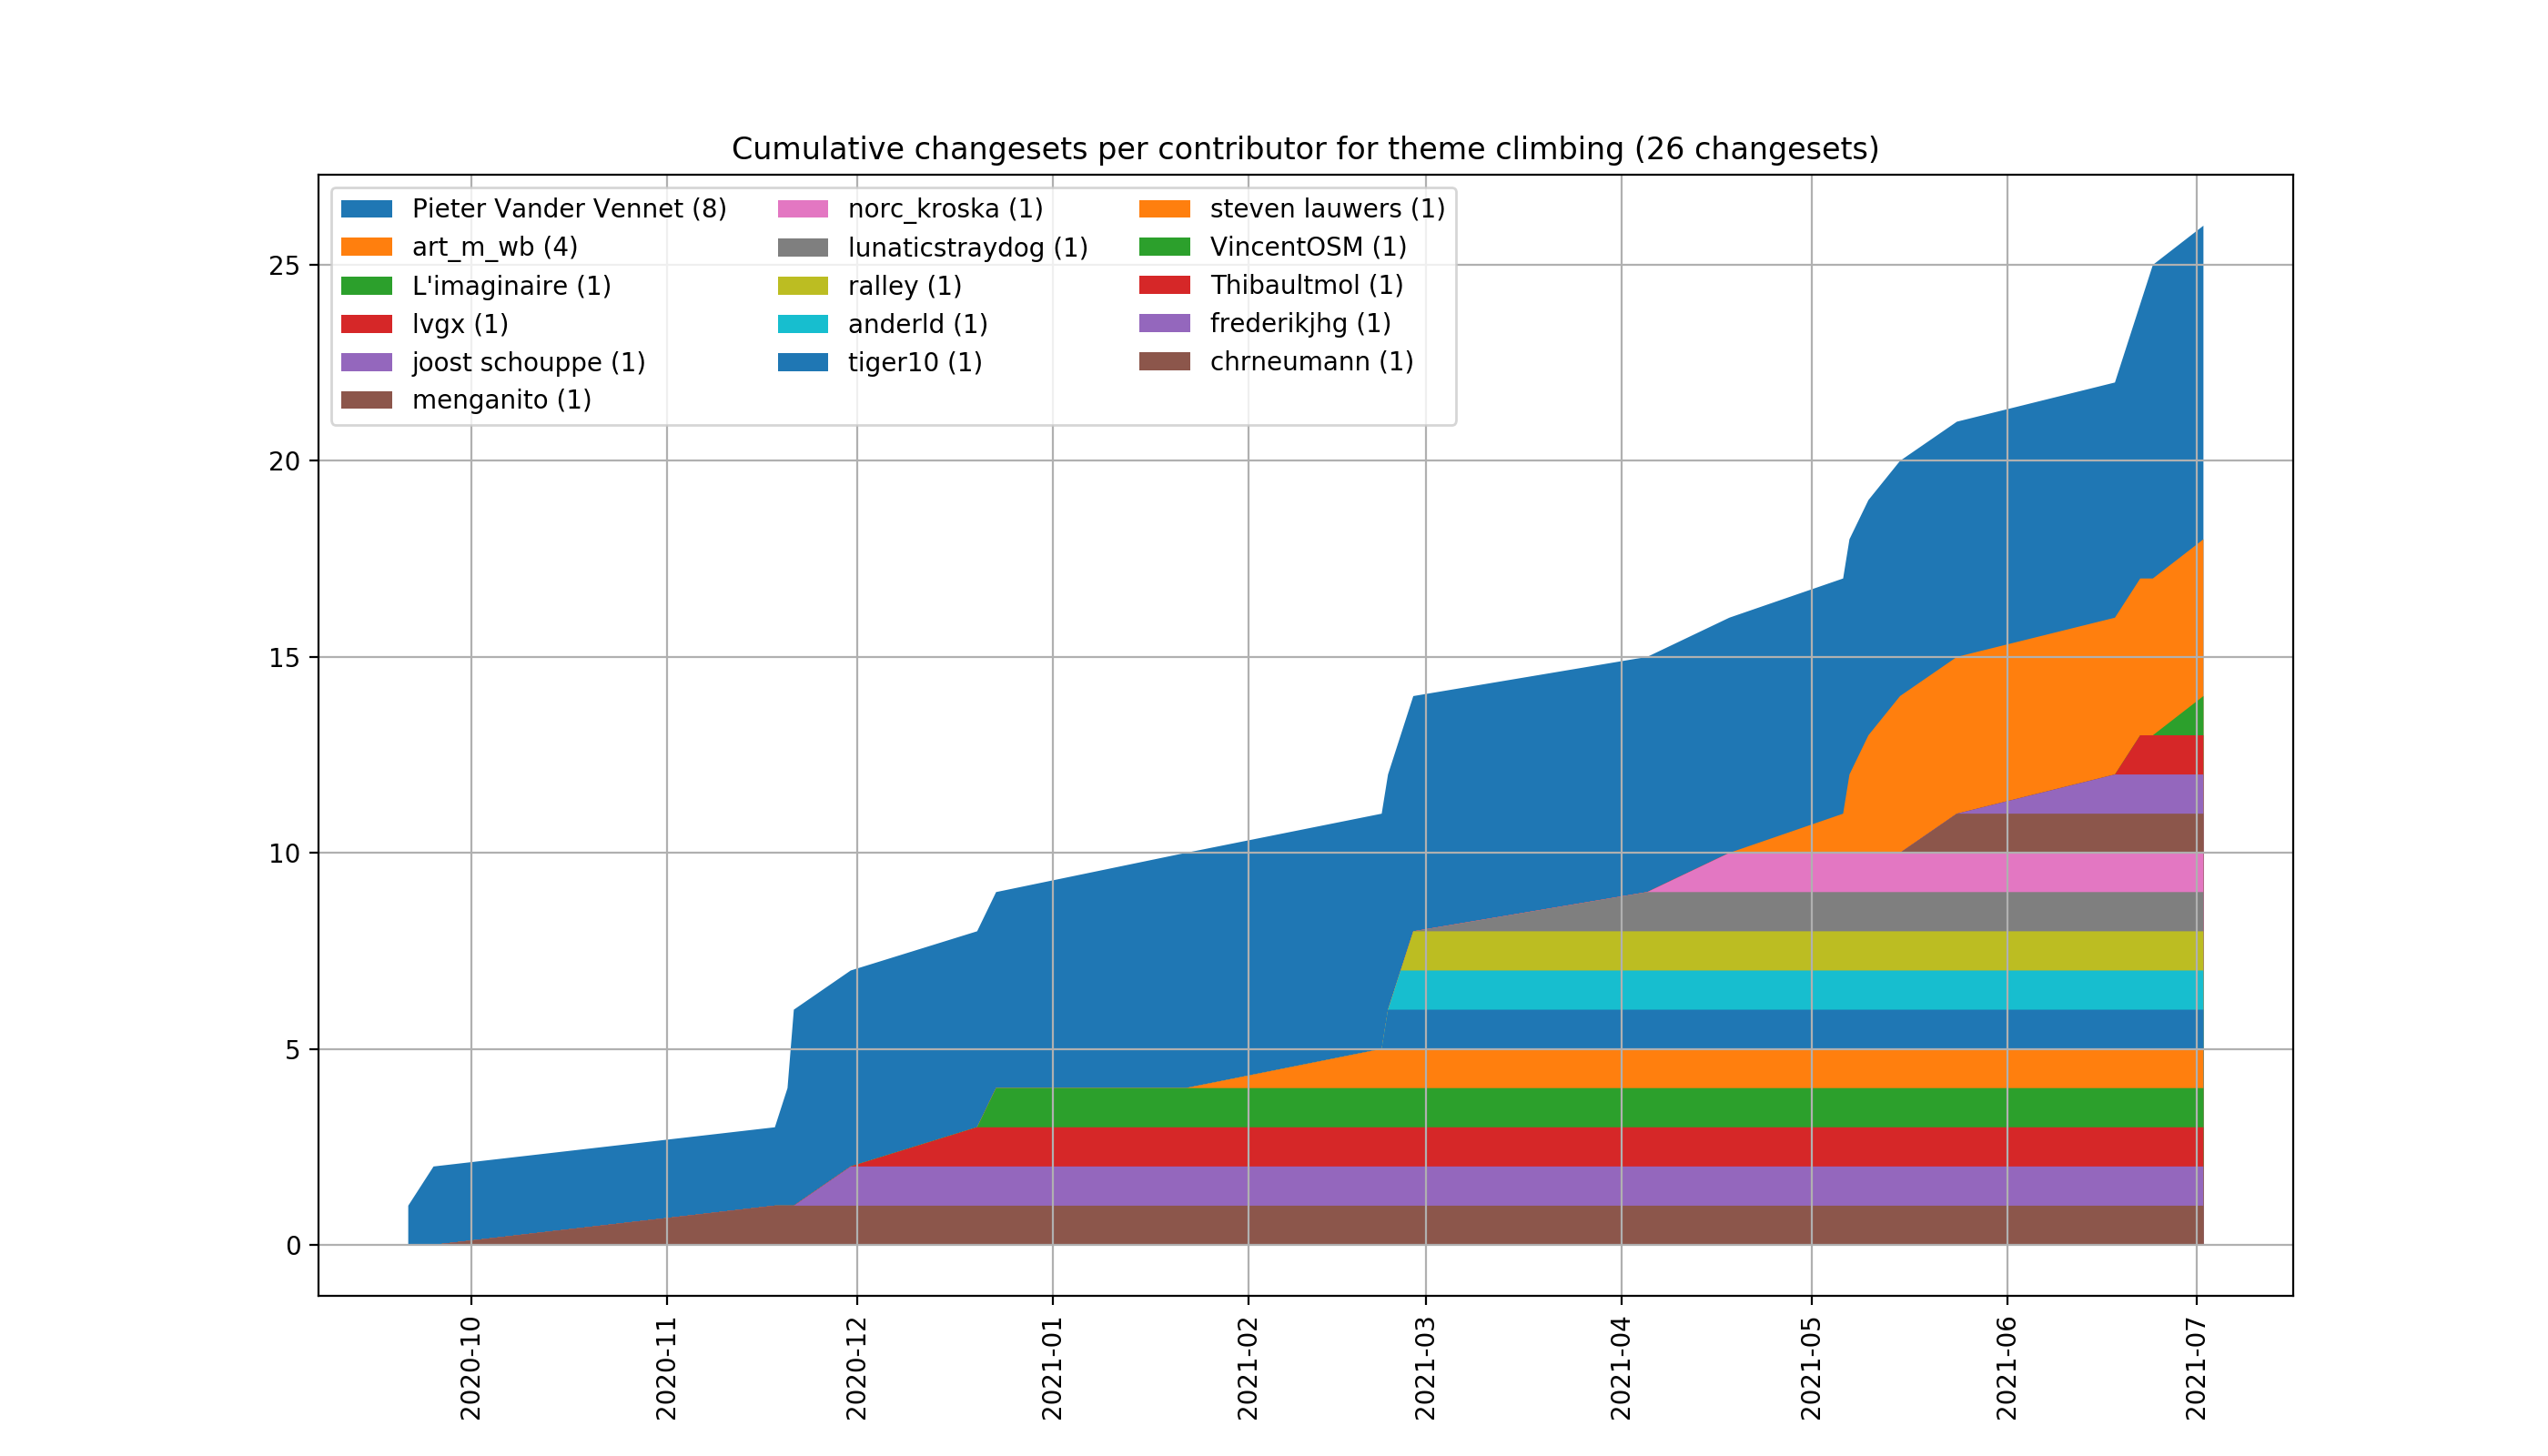 Cumulative changesets per contributor for theme climbing (26 changesets)
Pieter Vander Vennet (8)
art_m_wb (4)
L'imaginaire (1)
lvgx (1)
joost schouppe (1)
menganito (1)
norc_kroska (1)
lunaticstraydog (1)
ralley (1)
anderld (1)
tiger10 (1)
steven lauwers (1)
VincentOSM (1)
Thibaultmol (1)
frederikjhg (1)
chrneumann (1)
25
20
15
10
5
0
2020-10
2020-11
2020-12
2021-01
2021-02
2021-03
2021-04
2021-05
2021-06
2021-07